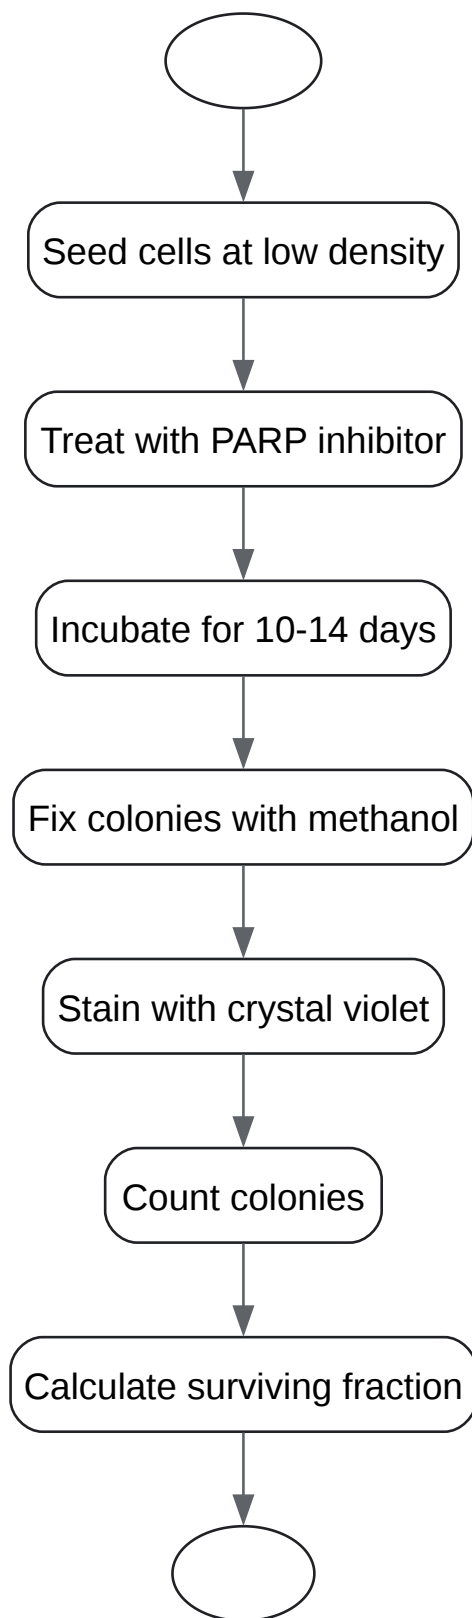 Seed cells at low density
Treat with PARP inhibitor
Incubate for 10-14 days
Fix colonies with methanol
Stain with crystal violet
Count colonies
Calculate surviving fraction